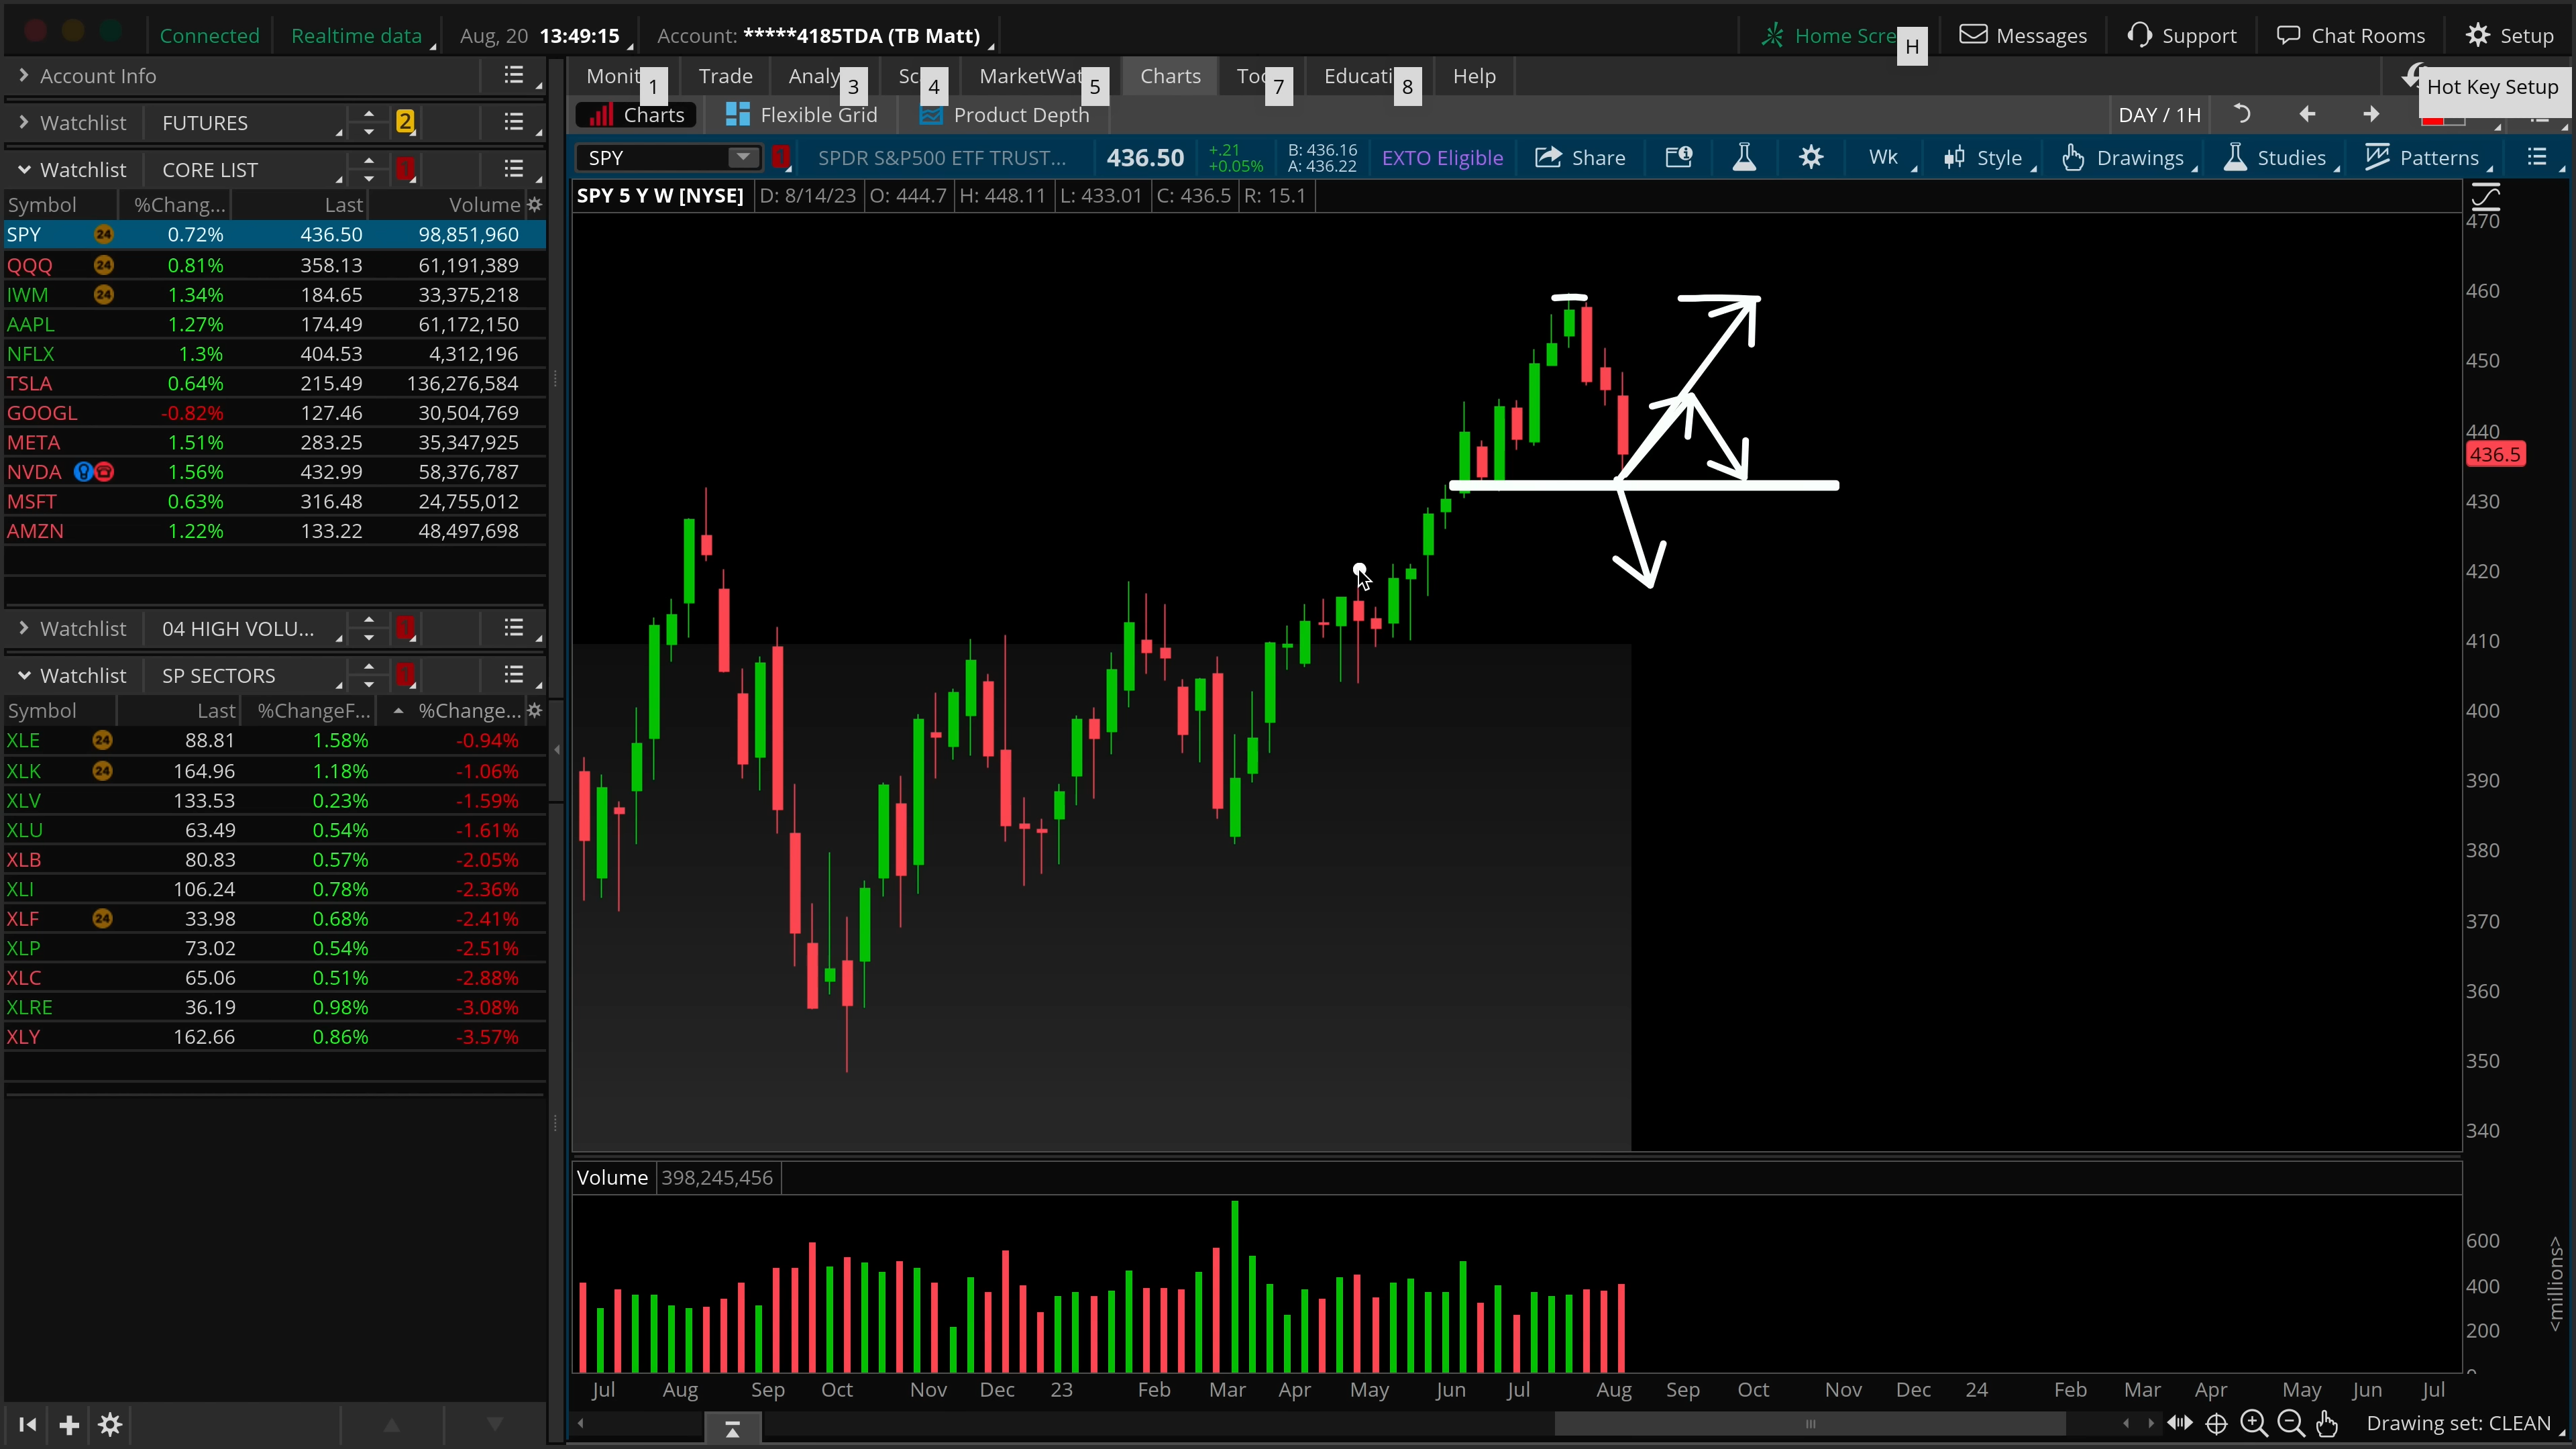 Connected Realtime data Aug, 20 13:49:15 Account: *****4185TDA (TB Matt) Home Scre H Messages Support Chat Rooms Setup
Account Info
Monit 1 Trade Analy 3 Sc 4 MarketWat 5 Charts Too 7 Educati 8 Help Hot Key Setup
Charts Flexible Grid Product Depth DAY / 1H
Watchlist FUTURES 2
Watchlist CORE LIST 1
SPY 1 SPDR S&P500 ETF TRUST... 436.50 +.21 +0.05% B: 436.16 A: 436.22 EXTO Eligible Share Wk Style Drawings Studies Patterns
SPY 5 Y W [NYSE] D: 8/14/23 O: 444.7 H: 448.11 L: 433.01 C: 436.5 R: 15.1
Symbol %Chang... Last Volume
SPY 24 0.72% 436.50 98,851,960
QQQ 24 0.81% 358.13 61,191,389
IWM 24 1.34% 184.65 33,375,218
AAPL 1.27% 174.49 61,172,150
NFLX 1.3% 404.53 4,312,196
TSLA 0.64% 215.49 136,276,584
GOOGL -0.82% 127.46 30,504,769
META 1.51% 283.25 35,347,925
NVDA 1.56% 432.99 58,376,787
MSFT 0.63% 316.48 24,755,012
AMZN 1.22% 133.22 48,497,698
Watchlist 04 HIGH VOLU... 1
Watchlist SP SECTORS 1
Symbol Last %ChangeF... %Change...
XLE 24 88.81 1.58% -0.94%
XLK 24 164.96 1.18% -1.06%
XLV 133.53 0.23% -1.59%
XLU 63.49 0.54% -1.61%
XLB 80.83 0.57% -2.05%
XLI 106.24 0.78% -2.36%
XLF 24 33.98 0.68% -2.41%
XLP 73.02 0.54% -2.51%
XLC 65.06 0.51% -2.88%
XLRE 36.19 0.98% -3.08%
XLY 162.66 0.86% -3.57%
470
460
450
440
436.5
430
420
410
400
390
380
370
360
350
340
Volume 398,245,456
600
400
200
<millions>
Jul Aug Sep Oct Nov Dec 23 Feb Mar Apr May Jun Jul Aug Sep Oct Nov Dec 24 Feb Mar Apr May Jun Jul
Drawing set: CLEAN